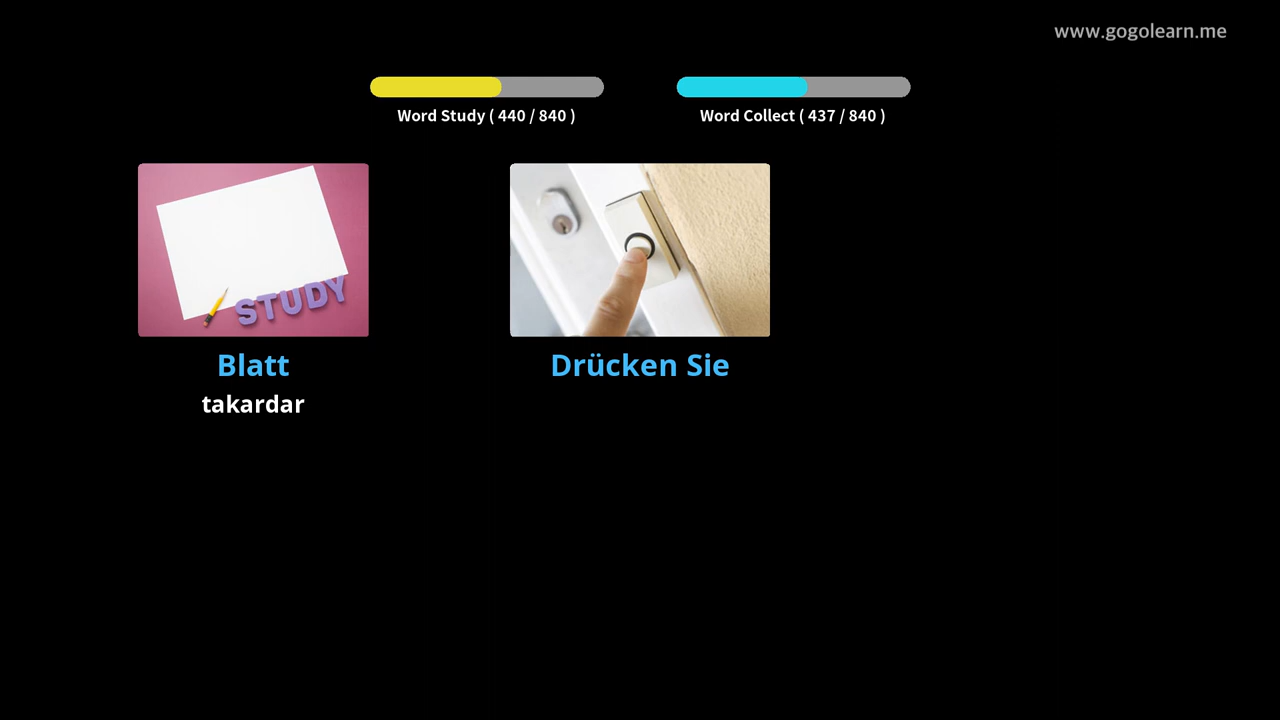 www.gogolearn.me
Word Study ( 440 / 840 )
Word Collect ( 437 / 840 )
STUDY
Blatt
takardar
Drücken Sie